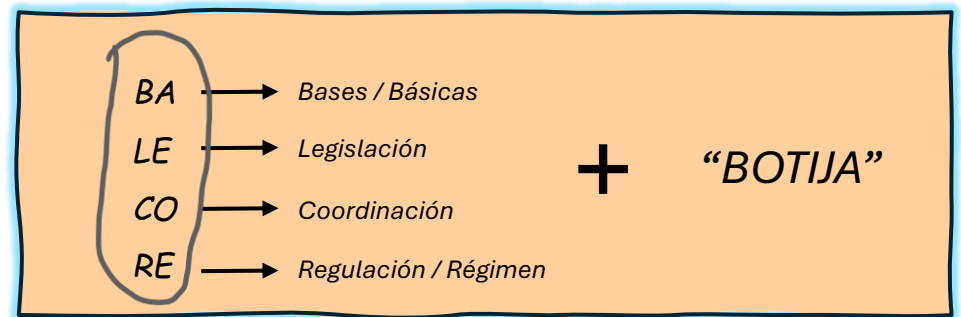 BA Bases / Básicas
LE Legislación
CO Coordinación
RE Regulación / Régimen
+ “BOTIJA”